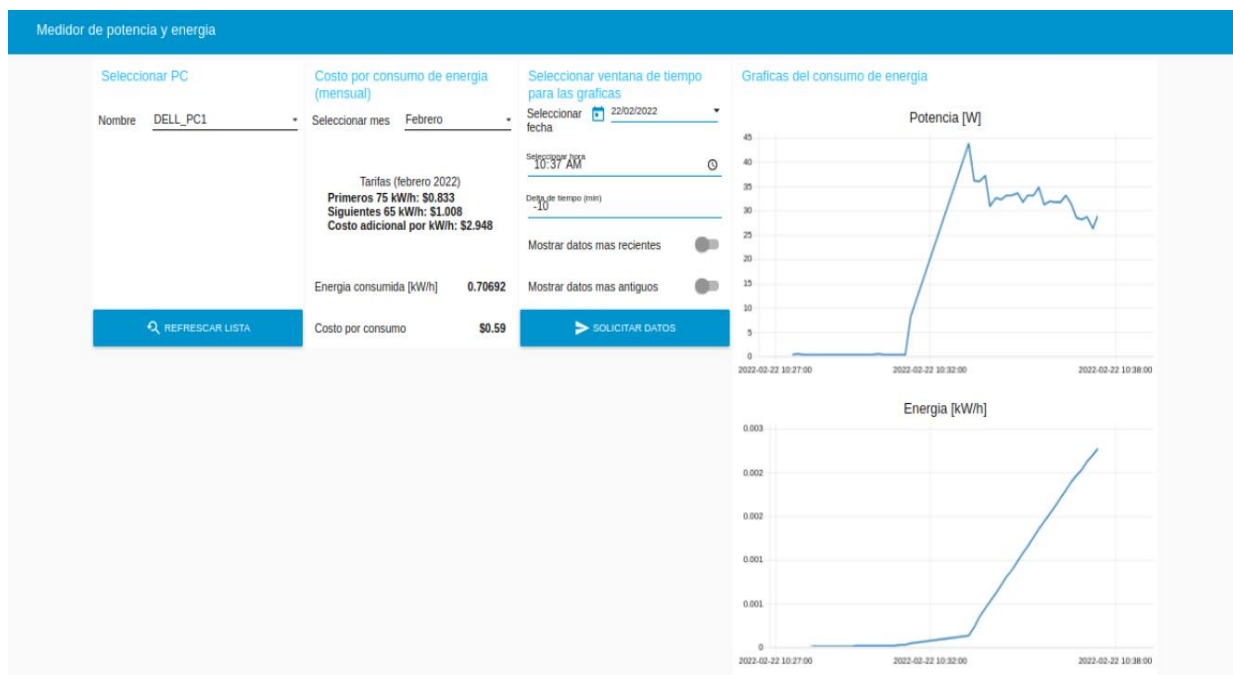 Medidor de potencia y energia
Seleccionar PC
Nombre DELL_PC1
REFRESCAR LISTA
Costo por consumo de energia
(mensual)
Seleccionar mes Febrero
Tarifas (febrero 2022)
Primeros 75 kW/h: $0.833
Siguientes 65 kW/h: $1.008
Costo adicional por kW/h: $2.948
Energia consumida [kW/h] 0.70692
Costo por consumo $0.59
Seleccionar ventana de tiempo
para las graficas
Seleccionar
fecha
22/02/2022
Seleccionar hora
10:37 AM
Delta de tiempo (min)
-10
Mostrar datos mas recientes
Mostrar datos mas antiguos
SOLICITAR DATOS
Graficas del consumo de energia
Potencia [W]
45
40
35
30
25
20
15
10
5
0
2022-02-22 10:27:00 2022-02-22 10:32:00 2022-02-22 10:38:00
Energia [kW/h]
0.003
0.002
0.002
0.001
0.001
0
2022-02-22 10:27:00 2022-02-22 10:32:00 2022-02-22 10:38:00